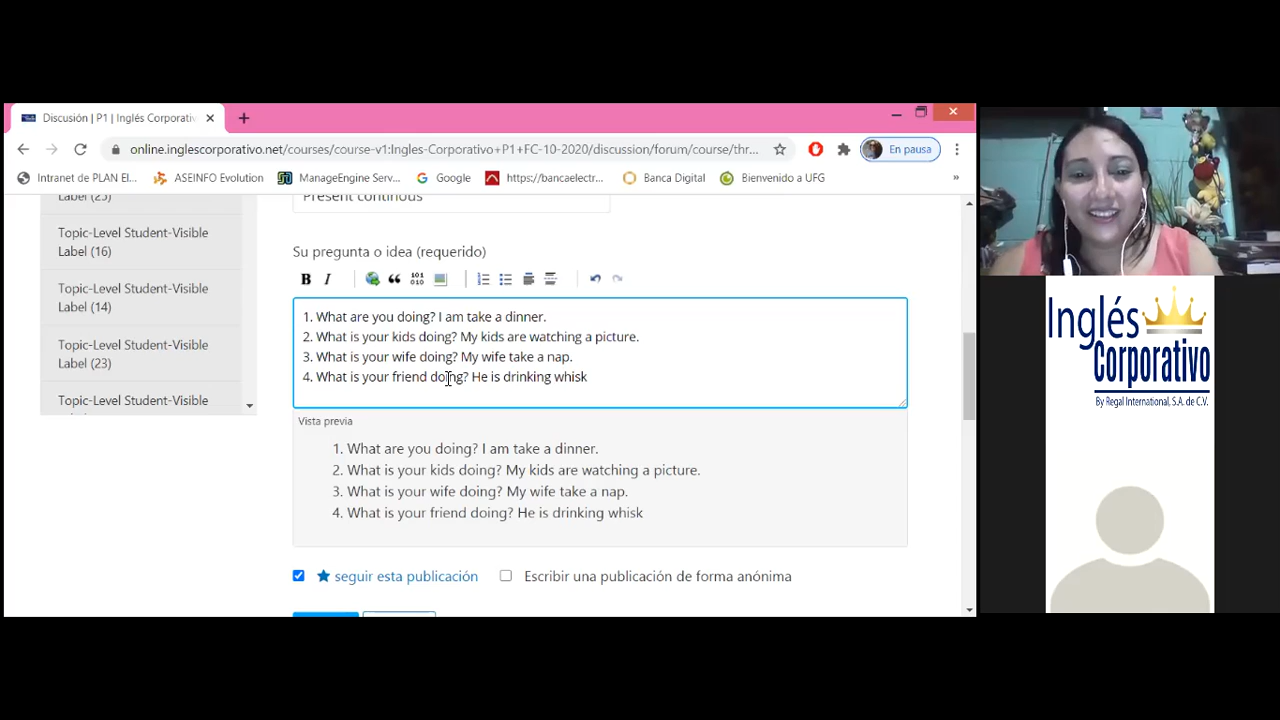 Discusión | P1 | Inglés Corporativ
online.inglescorporativo.net/courses/course-v1:Ingles-Corporativo+P1+FC-10-2020/discussion/forum/course/thr...
En pausa
Intranet de PLAN El...
ASEINFO Evolution
ManageEngine Serv...
Google
https://bancaelectr...
Banca Digital
Bienvenido a UFG
»
Label (25)
Topic-Level Student-Visible
Label (16)
Topic-Level Student-Visible
Label (14)
Topic-Level Student-Visible
Label (23)
Topic-Level Student-Visible
Present continous
Su pregunta o idea (requerido)
B I
1. What are you doing? I am take a dinner.
2. What is your kids doing? My kids are watching a picture.
3. What is your wife doing? My wife take a nap.
4. What is your friend doing? He is drinking whisk
Vista previa
1. What are you doing? I am take a dinner.
2. What is your kids doing? My kids are watching a picture.
3. What is your wife doing? My wife take a nap.
4. What is your friend doing? He is drinking whisk
seguir esta publicación
Escribir una publicación de forma anónima
Inglés
Corporativo
By Regal International, S.A. de C.V.